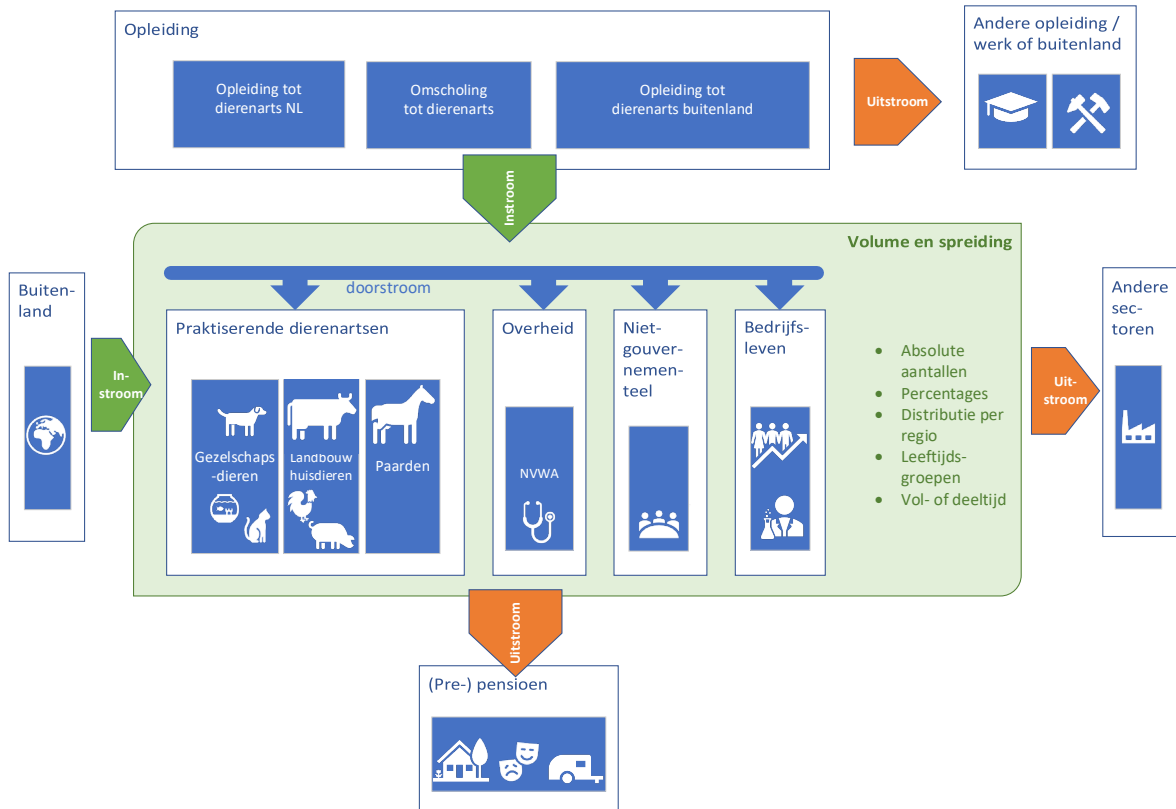 Opleiding
Opleiding tot
dierenarts NL
Omscholing
tot dierenarts
Opleiding tot
dierenarts buitenland
Uitstroom
Andere opleiding /
werk of buitenland
Instroom
Volume en spreiding
Buiten-
land
In-
stroom
doorstroom
Praktiserende dierenartsen
Gezelschaps
-dieren
Landbouw
huisdieren
Paarden
Overheid
NVWA
Niet-
gouver-
nemen-
teel
Bedrijfs-
leven
• Absolute
aantallen
• Percentages
• Distributie per
regio
• Leeftijds-
groepen
• Vol- of deeltijd
Uit-
stroom
Andere
sec-
toren
Uitstroom
(Pre-) pensioen